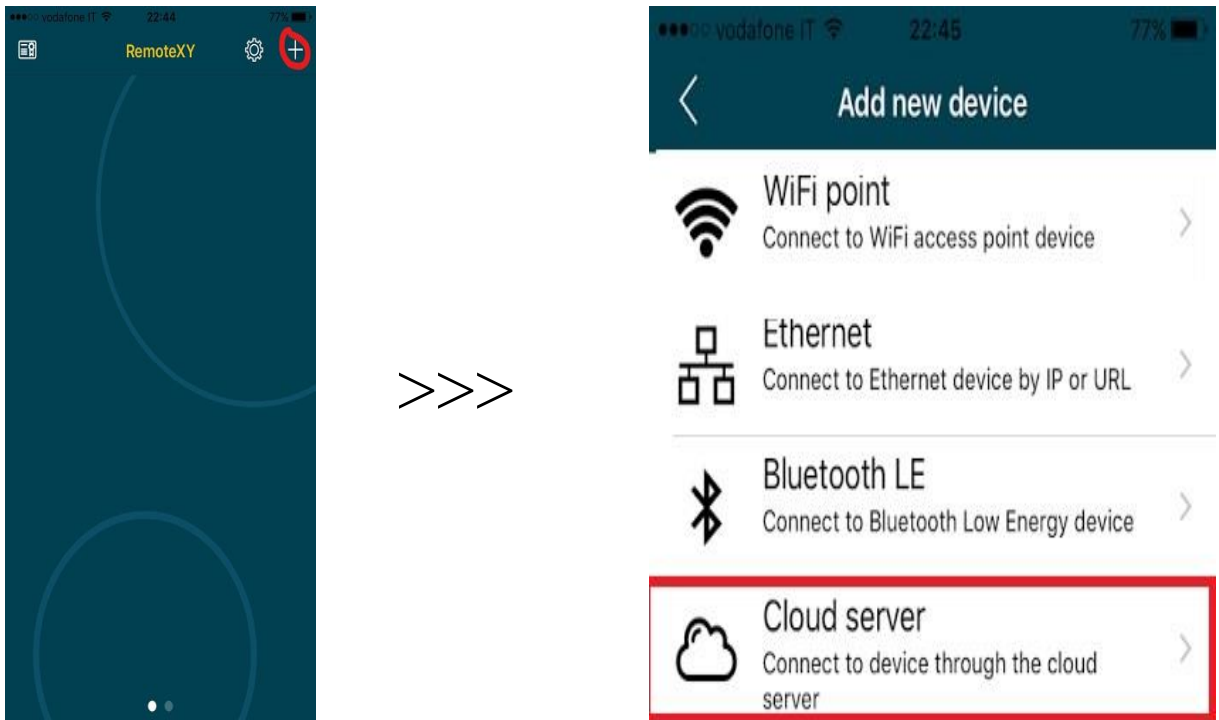 vodafone IT 22:44 77%
RemoteXY
>>>
vodafone IT 22:45 77%
Add new device
WiFi point
Connect to WiFi access point device
Ethernet
Connect to Ethernet device by IP or URL
Bluetooth LE
Connect to Bluetooth Low Energy device
Cloud server
Connect to device through the cloud
server